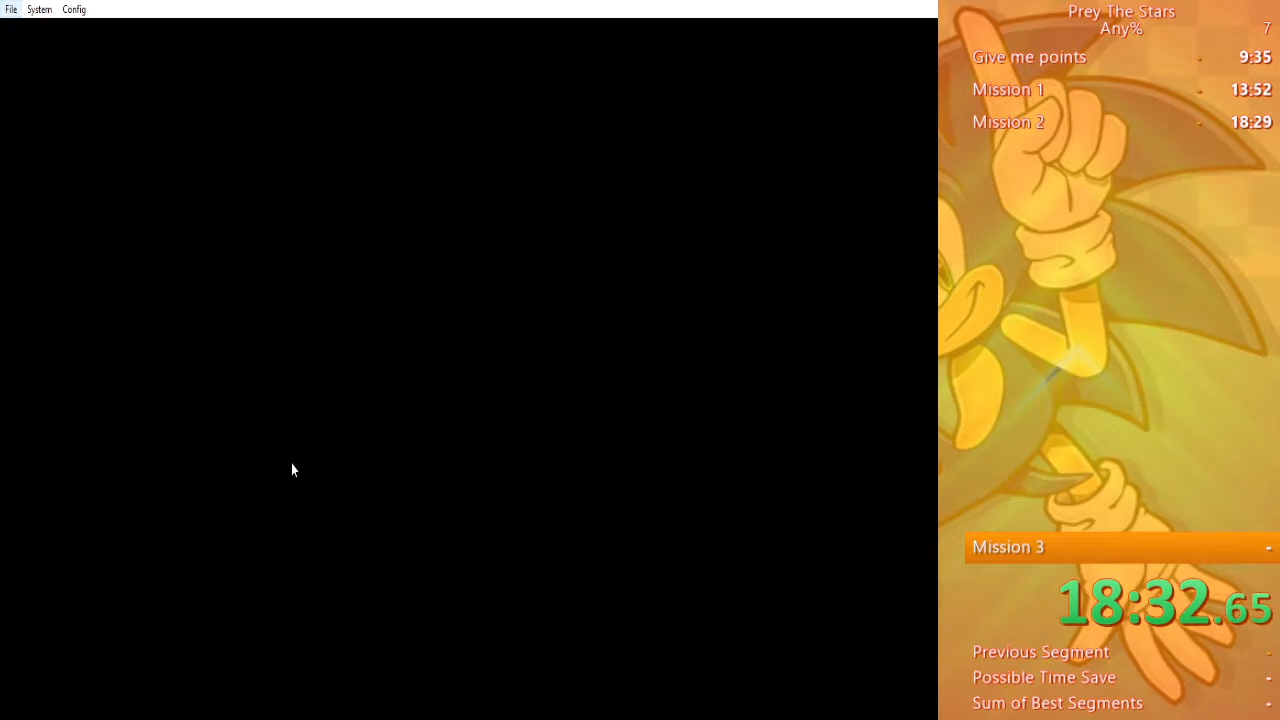 File System Config
Prey The Stars
Any% 7
Give me points - 9:35
Mission 1 - 13:52
Mission 2 - 18:29
Mission 3 -
18:32.65
Previous Segment -
Possible Time Save -
Sum of Best Segments -